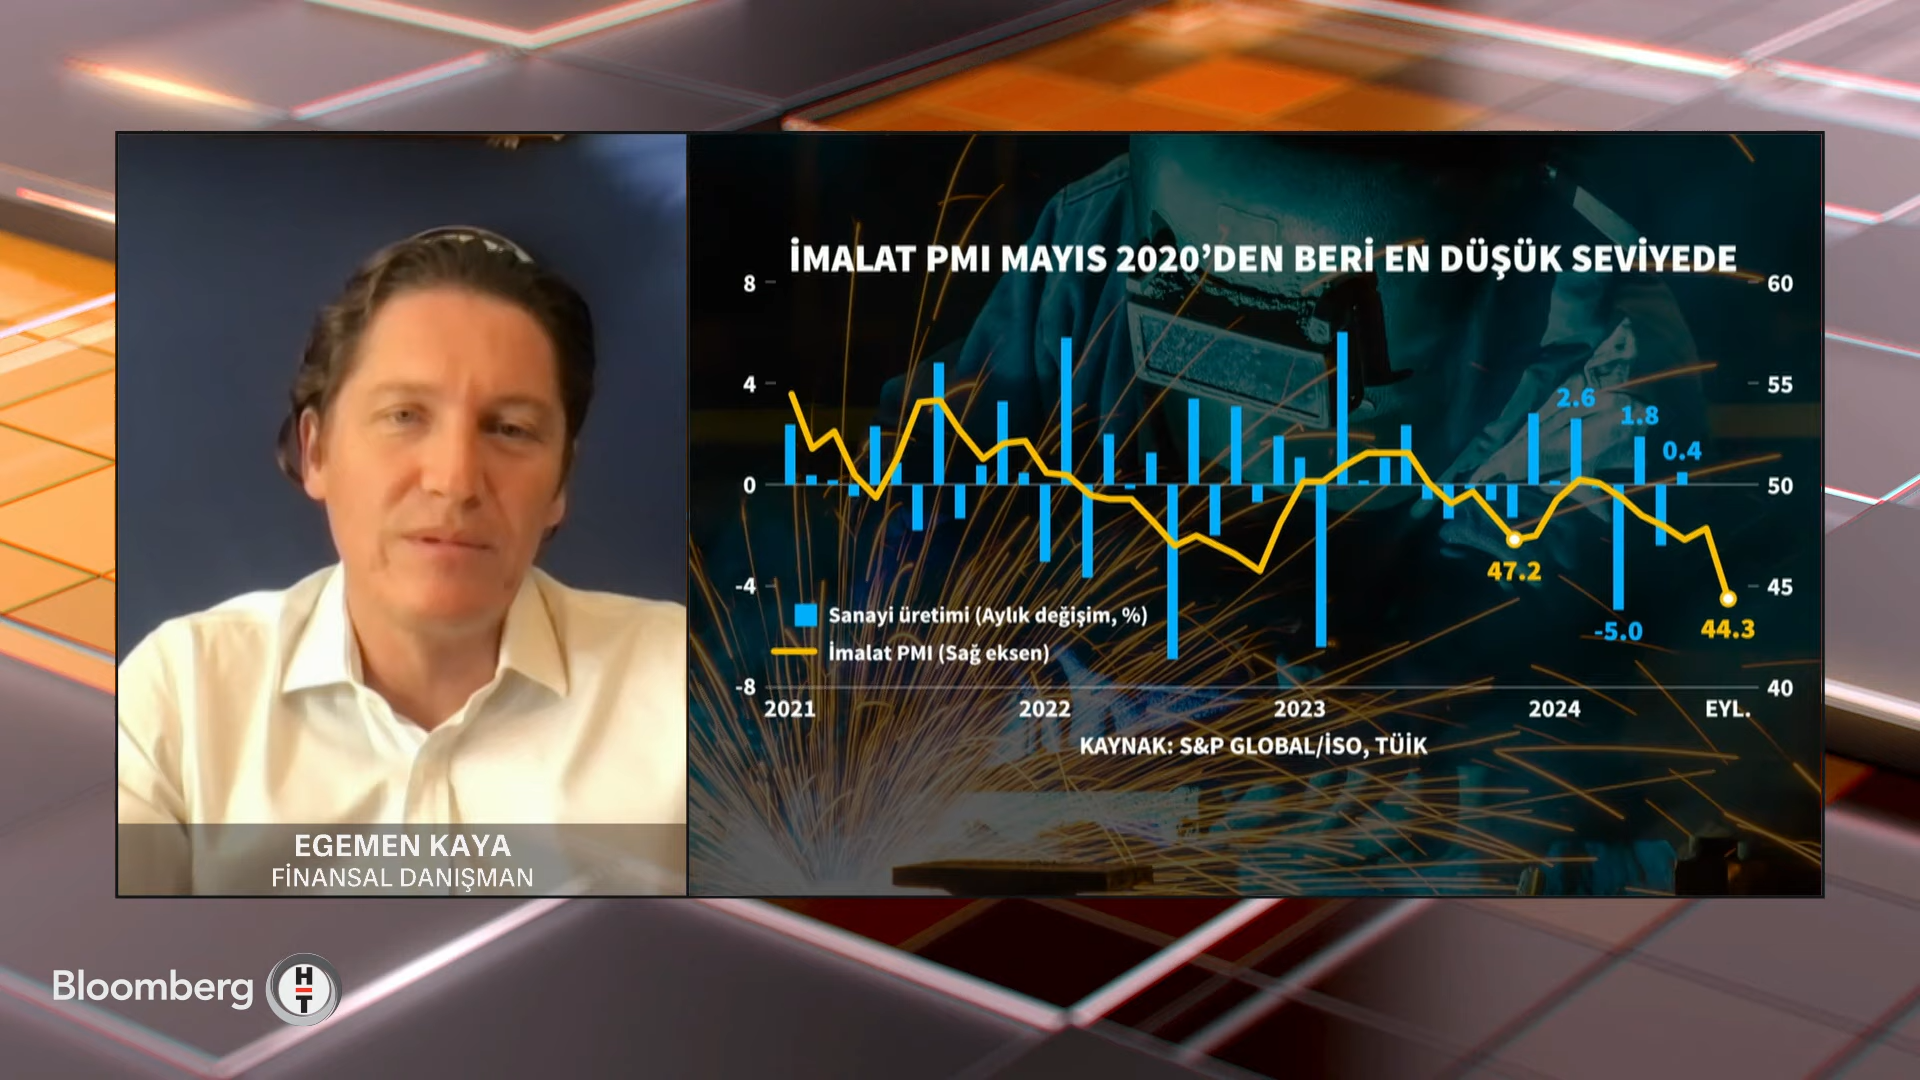 İMALAT PMI MAYIS 2020’DEN BERİ EN DÜŞÜK SEVİYEDE
8
60
4
55
2.6
1.8
0.4
0
50
47.2
-4
45
Sanayi üretimi (Aylık değişim, %)
-5.0
44.3
İmalat PMI (Sağ eksen)
-8
40
2021
2022
2023
2024
EYL.
KAYNAK: S&P GLOBAL/İSO, TÜİK
EGEMEN KAYA
FİNANSAL DANIŞMAN
Bloomberg HT